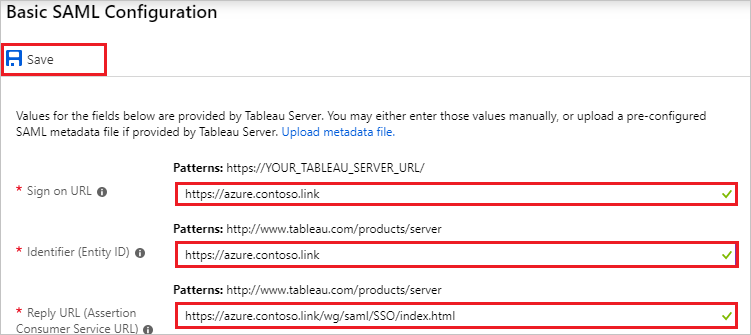 Basic SAML Configuration
Save
Values for the fields below are provided by Tableau Server. You may either enter those values manually, or upload a pre-configured
SAML metadata file if provided by Tableau Server. Upload metadata file.
Patterns: https://YOUR_TABLEAU_SERVER_URL/
* Sign on URL
https://azure.contoso.link
Patterns: http://www.tableau.com/products/server
* Identifier (Entity ID)
https://azure.contoso.link
Patterns: http://www.tableau.com/products/server
* Reply URL (Assertion
Consumer Service URL)
https://azure.contoso.link/wg/saml/SSO/index.html